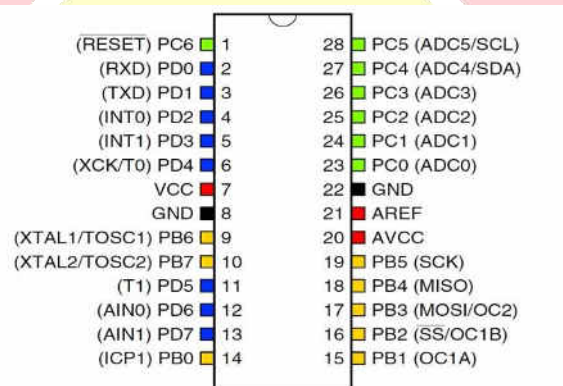 (RESET) PC6 1 28 PC5 (ADC5/SCL)
(RXD) PD0 2 27 PC4 (ADC4/SDA)
(TXD) PD1 3 26 PC3 (ADC3)
(INT0) PD2 4 25 PC2 (ADC2)
(INT1) PD3 5 24 PC1 (ADC1)
(XCK/T0) PD4 6 23 PC0 (ADC0)
VCC 7 22 GND
GND 8 21 AREF
(XTAL1/TOSC1) PB6 9 20 AVCC
(XTAL2/TOSC2) PB7 10 19 PB5 (SCK)
(T1) PD5 11 18 PB4 (MISO)
(AIN0) PD6 12 17 PB3 (MOSI/OC2)
(AIN1) PD7 13 16 PB2 (SS/OC1B)
(ICP1) PB0 14 15 PB1 (OC1A)